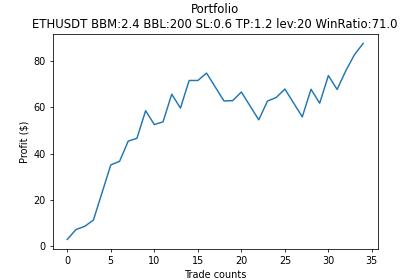 Portfolio
ETHUSDT BBM:2.4 BBL:200 SL:0.6 TP:1.2 lev:20 WinRatio:71.0
80
60
40
20
0
Profit ($)
0 5 10 15 20 25 30 35
Trade counts